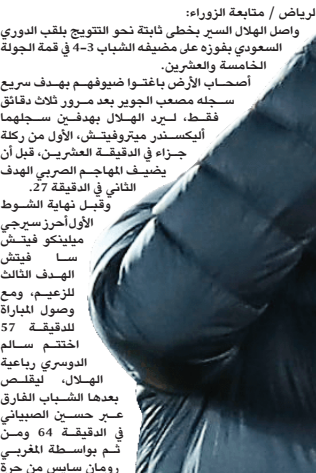 لرياض / متابعة الزوراء:
واصل الهلال السير بخطى ثابتة نحو التتويج بلقب الدوري
السعودي بفوزه على مضيفه الشباب 3-4 في قمة الجولة
الخامسة والعشرين.
أصحاب الأرض باغتوا ضيوفهم بهدف سريع
سجله مصعب الجوير بعد مرور ثلاث دقائق
فقط، ليرد الهلال بهدفين سجلهما
أليكسندر ميتروفيتش، الأول من ركلة
جزاء في الدقيقة العشرين، قبل أن
يضيف المهاجم الصربي الهدف
الثاني في الدقيقة 27.
وقبل نهاية الشوط
الأول أحرز سيرجي
ميلينكو فيتش
سا فيتش
الهدف الثالث
للزعيم، ومع
وصول المباراة
للدقيقة 57
اختتم سالم
الدوسري رباعية
الهلال، ليقلص
بعدها الشباب الفارق
عبر حسين الصبياني
في الدقيقة 64 ومن
ثم بواسطة المغربي
رومان سايس من جرة